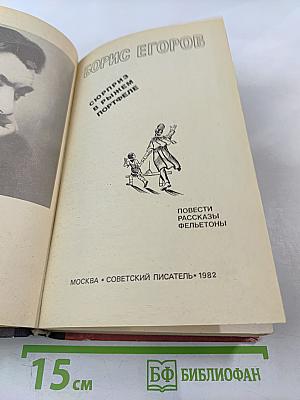 БОРИС ЕГОРОВ
СЮРПРИЗ
В РЫЖЕМ
ПОРТФЕЛЕ
ПОВЕСТИ
РАССКАЗЫ
ФЕЛЬЕТОНЫ
МОСКВА • СОВЕТСКИЙ ПИСАТЕЛЬ • 1982
15 см
БФ БИБЛИОФАН